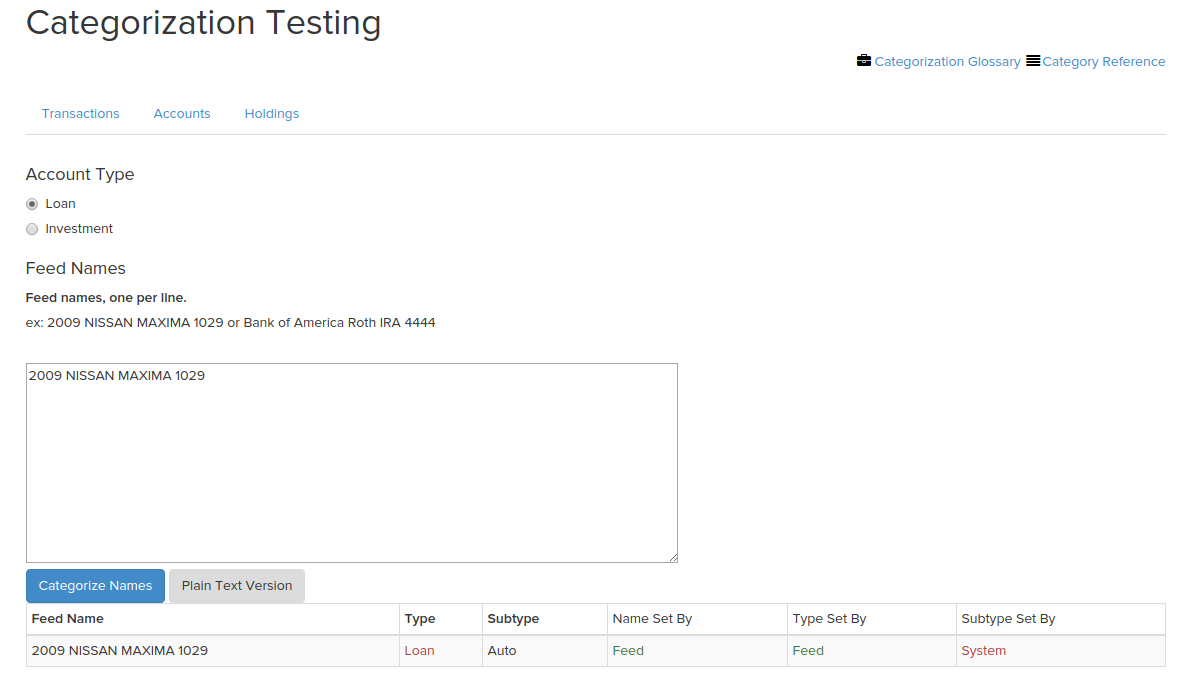 Categorization Testing
Categorization Glossary Category Reference
Transactions Accounts Holdings
Account Type
Loan
Investment
Feed Names
Feed names, one per line.
ex: 2009 NISSAN MAXIMA 1029 or Bank of America Roth IRA 4444
2009 NISSAN MAXIMA 1029
Categorize Names Plain Text Version
Feed Name Type Subtype Name Set By Type Set By Subtype Set By
2009 NISSAN MAXIMA 1029 Loan Auto Feed Feed System